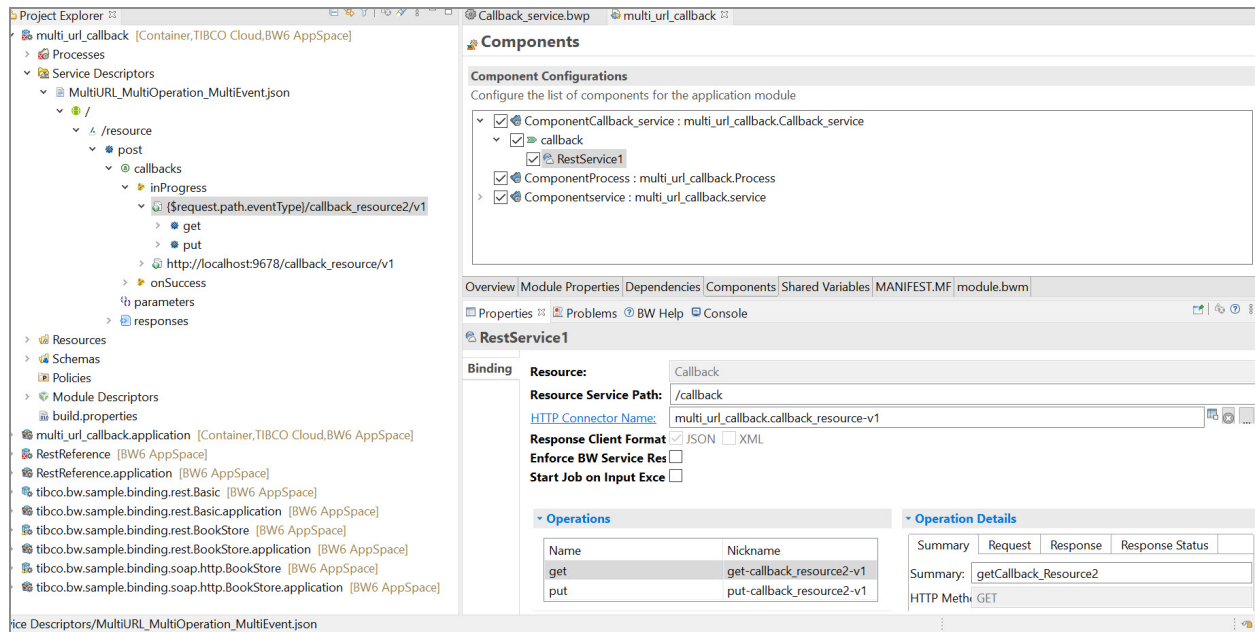 Project Explorer
multi_url_callback [Container,TIBCO Cloud,BW6 AppSpace]
Processes
Service Descriptors
MultiURL_MultiOperation_MultiEvent.json
/
/resource
post
callbacks
inProgress
{$request.path.eventType}/callback_resource2/v1
get
put
http://localhost:9678/callback_resource/v1
onSuccess
parameters
responses
Resources
Schemas
Policies
Module Descriptors
build.properties
multi_url_callback.application [Container,TIBCO Cloud,BW6 AppSpace]
RestReference [BW6 AppSpace]
RestReference.application [BW6 AppSpace]
tibco.bw.sample.binding.rest.Basic [BW6 AppSpace]
tibco.bw.sample.binding.rest.Basic.application [BW6 AppSpace]
tibco.bw.sample.binding.rest.BookStore [BW6 AppSpace]
tibco.bw.sample.binding.rest.BookStore.application [BW6 AppSpace]
tibco.bw.sample.binding.soap.http.BookStore [BW6 AppSpace]
tibco.bw.sample.binding.soap.http.BookStore.application [BW6 AppSpace]
Callback_service.bwp multi_url_callback
Components
Component Configurations
Configure the list of components for the application module
ComponentCallback_service : multi_url_callback.Callback_service
callback
RestService1
ComponentProcess : multi_url_callback.Process
Componentservice : multi_url_callback.service
Overview Module Properties Dependencies Components Shared Variables MANIFEST.MF module.bwm
Properties Problems BW Help Console
RestService1
Binding
Resource: Callback
Resource Service Path: /callback
HTTP Connector Name: multi_url_callback.callback_resource-v1
Response Client Format JSON XML
Enforce BW Service Res
Start Job on Input Exce
Operations
Name Nickname
get get-callback_resource2-v1
put put-callback_resource2-v1
Operation Details
Summary Request Response Response Status
Summary: getCallback_Resource2
HTTP Meth GET
ice Descriptors/MultiURL_MultiOperation_MultiEvent.json